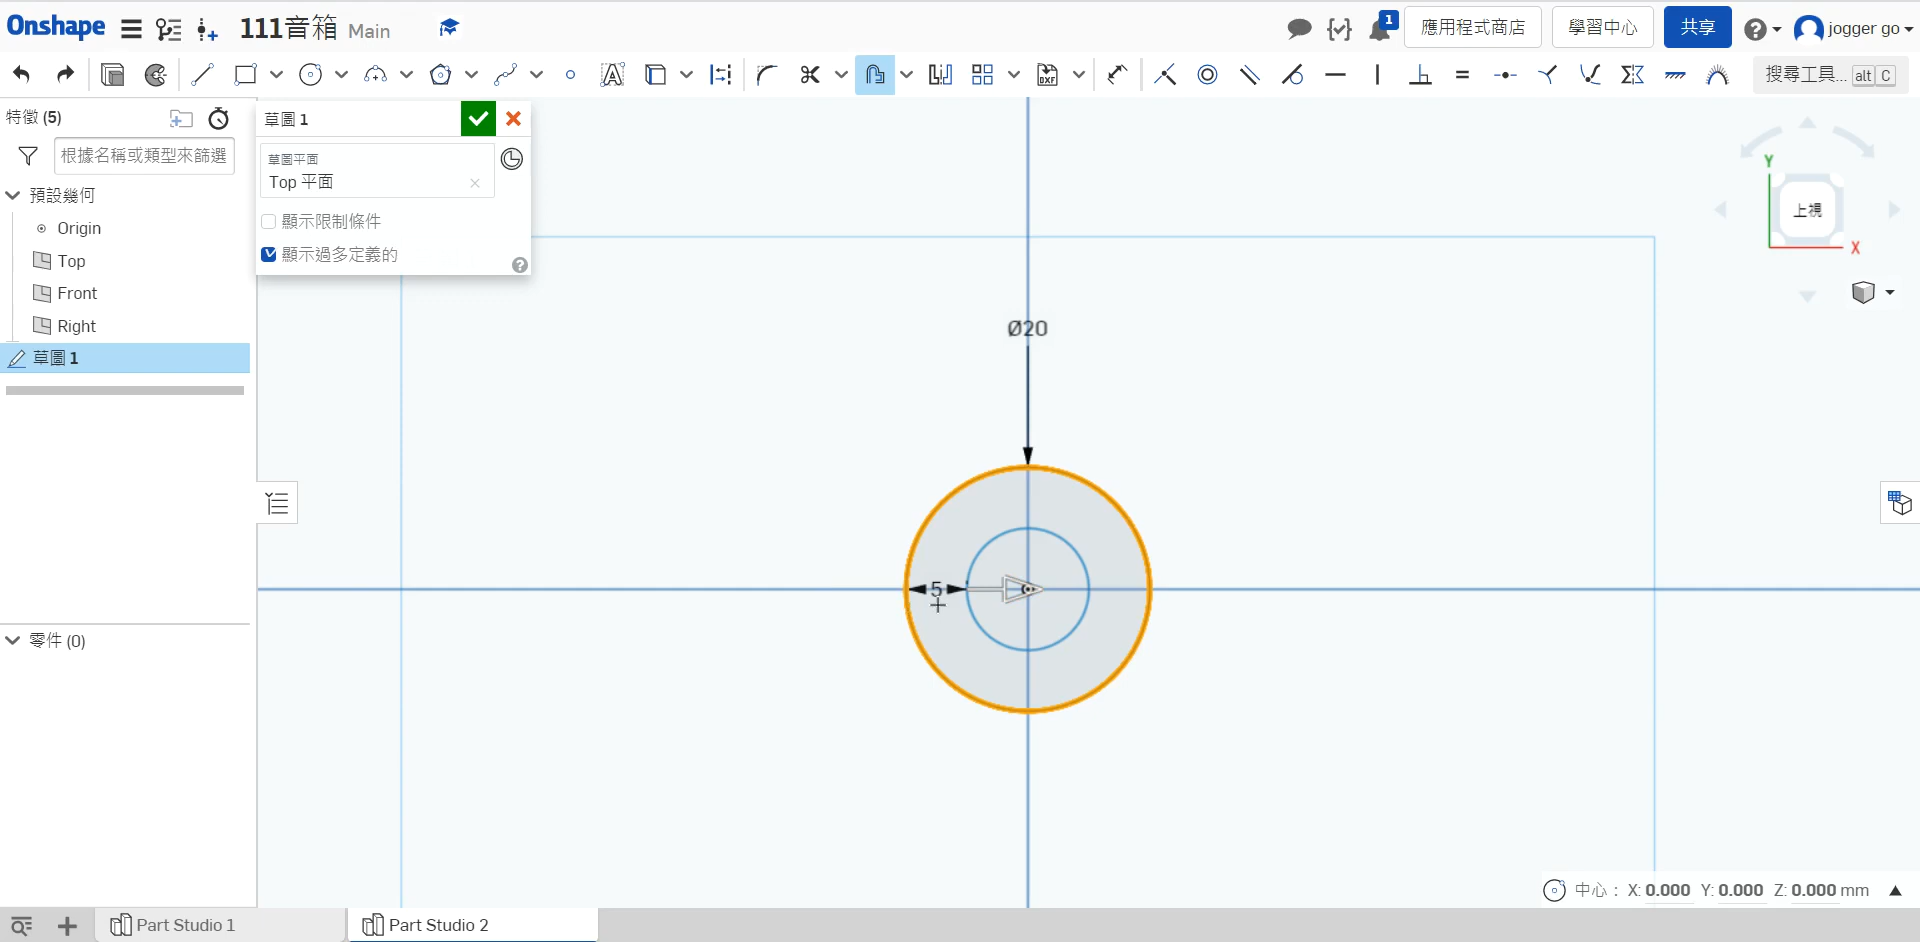 Onshape
111音箱 Main
1
應用程式商店
學習中心
共享
jogger go
搜尋工具... alt C
特徵 (5)
根據名稱或類型來篩選
預設幾何
Origin
Top
Front
Right
草圖 1
零件 (0)
草圖 1
草圖平面
Top 平面
顯示限制條件
顯示過多定義的
Ø20
5
Y
上視
X
DXF
中心： X: 0.000 Y: 0.000 Z: 0.000 mm
Part Studio 1
Part Studio 2